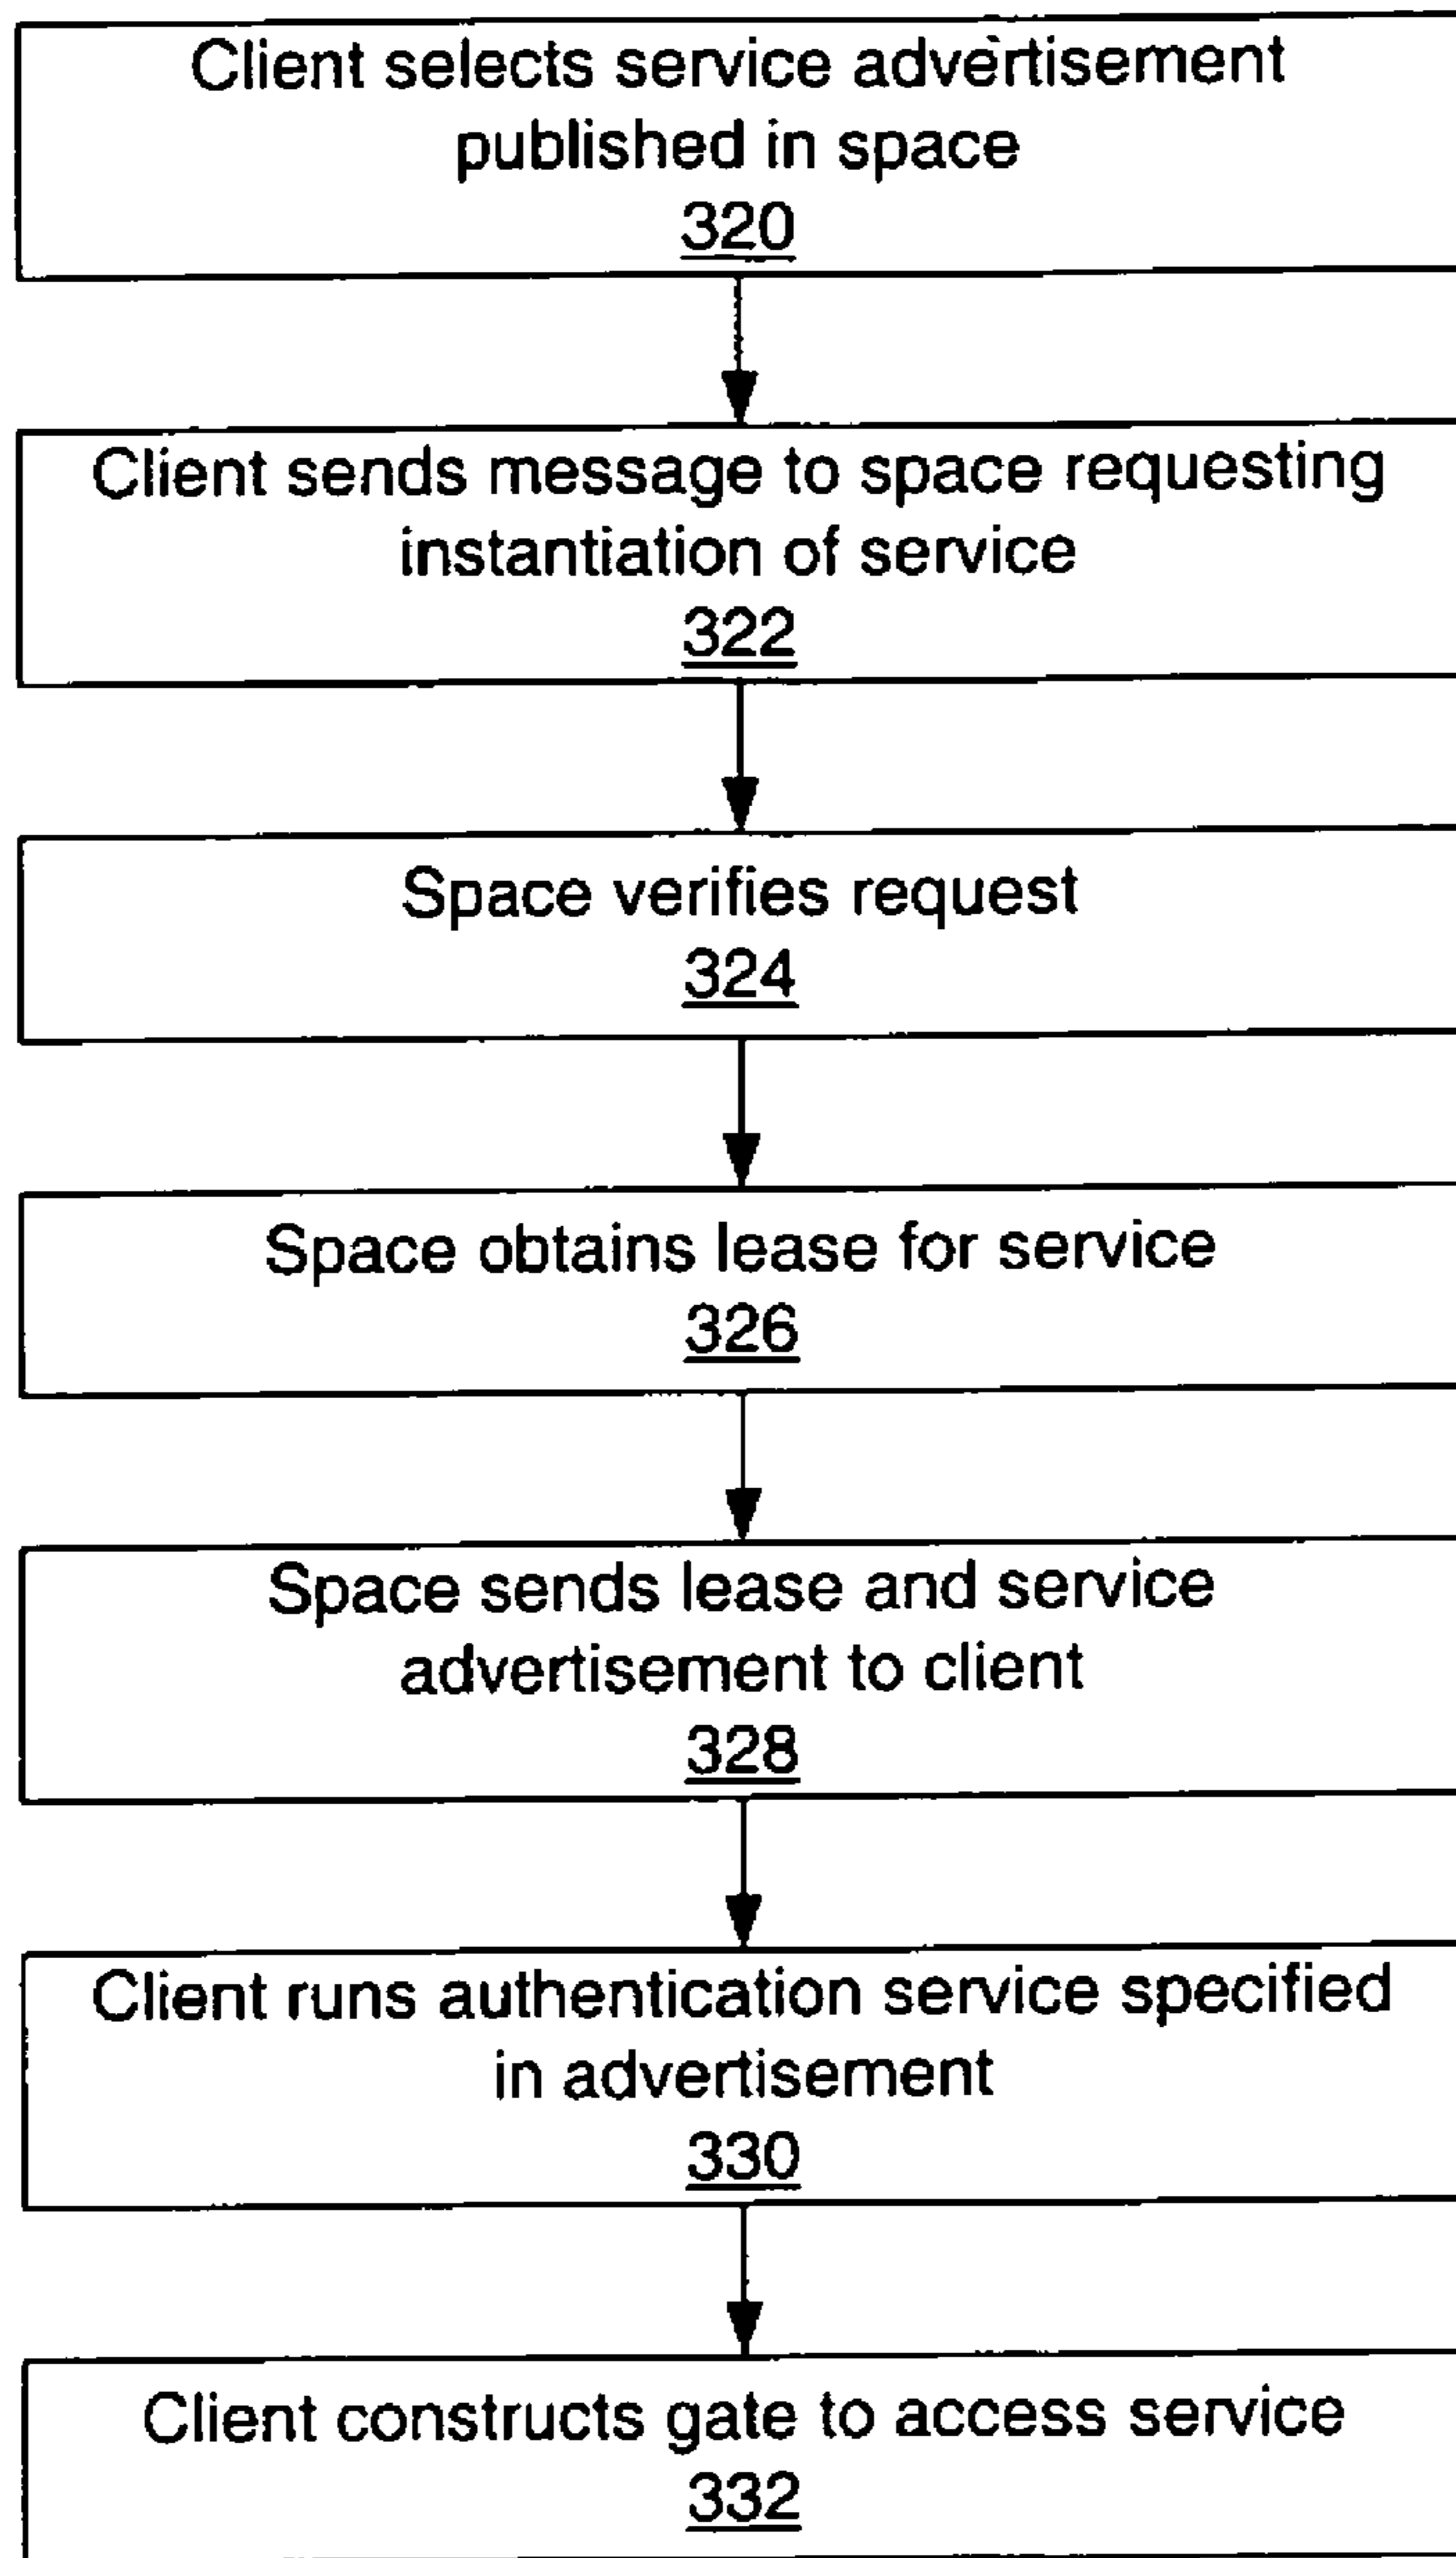 Client selects service advertisement
published in space
320
Client sends message to space requesting
instantiation of service
322
Space verifies request
324
Space obtains lease for service
326
Space sends lease and service
advertisement to client
328
Client runs authentication service specified
in advertisement
330
Client constructs gate to access service
332